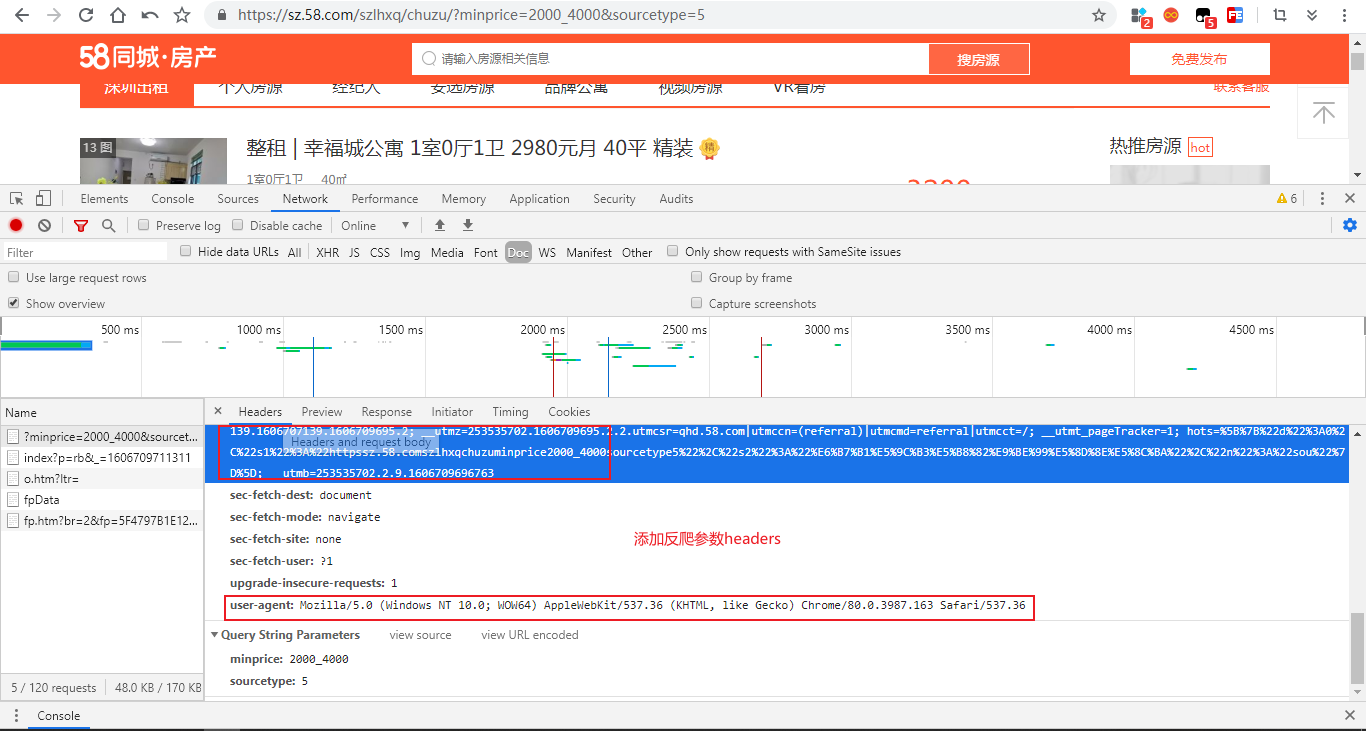 https://sz.58.com/szlhxq/chuzu/?minprice=2000_4000&sourcetype=5
2
5
58同城·房产
请输入房源相关信息
搜房源
免费发布
深圳出租
个人房源
经纪人
安选房源
品牌公寓
视频房源
VR看房
联系客服
13 图
整租 | 幸福城公寓 1室0厅1卫 2980元月 40平 精装
精
热推房源 hot
1室0厅1卫 40㎡
Elements Console Sources Network Performance Memory Application Security Audits
6
Preserve log Disable cache Online
Filter
Hide data URLs All XHR JS CSS Img Media Font Doc WS Manifest Other Only show requests with SameSite issues
Use large request rows
Group by frame
Show overview
Capture screenshots
500 ms 1000 ms 1500 ms 2000 ms 2500 ms 3000 ms 3500 ms 4000 ms 4500 ms
Name
?minprice=2000_4000&sourcet...
index?p=rb&_=1606709711311
o.htm?ltr=
fpData
fp.htm?br=2&fp=5F4797B1E12...
5 / 120 requests 48.0 KB / 170 KB
Headers Preview Response Initiator Timing Cookies
139.1606707139.1606709695.2; __utmz=253535702.1606709695.2.2.utmcsr=qhd.58.com|utmccn=(referral)|utmcmd=referral|utmcct=/; __utmt_pageTracker=1; hots=%5B%7B%22d%22%3A0%2
Headers and request body
C%22s1%22%3A%22httpssz.58.comszlhxqchuzuminprice2000_4000sourcetype5%22%2C%22s2%22%3A%22%E6%B7%B1%E5%9C%B3%E5%B8%82%E9%BE%99%E5%8D%8E%E5%8C%BA%22%2C%22n%22%3A%22sou%22%7
D%5D; __utmb=253535702.2.9.1606709696763
sec-fetch-dest: document
sec-fetch-mode: navigate
sec-fetch-site: none
添加反爬参数headers
sec-fetch-user: ?1
upgrade-insecure-requests: 1
user-agent: Mozilla/5.0 (Windows NT 10.0; WOW64) AppleWebKit/537.36 (KHTML, like Gecko) Chrome/80.0.3987.163 Safari/537.36
Query String Parameters view source view URL encoded
minprice: 2000_4000
sourcetype: 5
Console